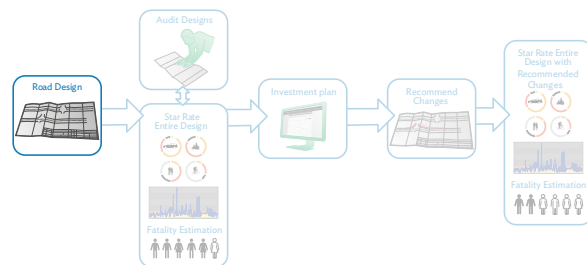 Road Design
Audit Designs
Star Rate
Entire Design
Fatality Estimation
Investment plan
Recommend
Changes
Star Rate Entire
Design with
Recommended
Changes
Fatality Estimation